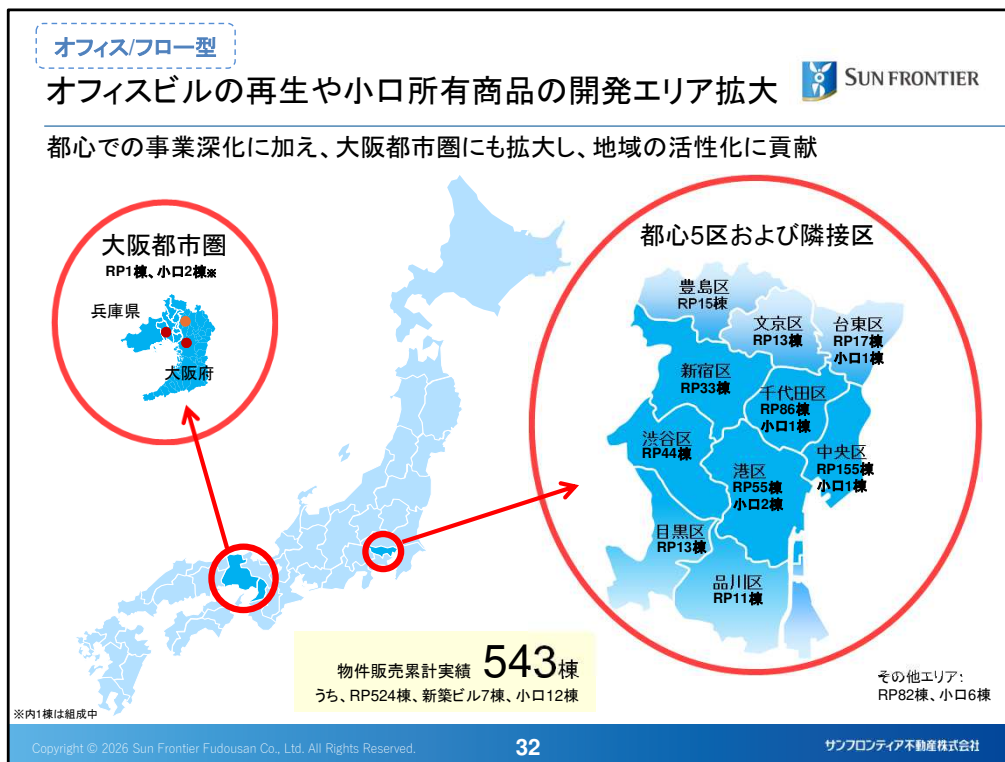 オフィス/フロー型
オフィスビルの再生や小口所有商品の開発エリア拡大
SUN FRONTIER
都心での事業深化に加え、大阪都市圏にも拡大し、地域の活性化に貢献
大阪都市圏
RP1棟、小口2棟※
兵庫県
大阪府
都心5区および隣接区
豊島区
RP15棟
文京区
RP13棟
台東区
RP17棟
小口1棟
新宿区
RP33棟
千代田区
RP86棟
小口1棟
渋谷区
RP44棟
港区
RP55棟
小口2棟
中央区
RP155棟
小口1棟
目黒区
RP13棟
品川区
RP11棟
物件販売累計実績 543棟
うち、RP524棟、新築ビル7棟、小口12棟
その他エリア:
RP82棟、小口6棟
※内1棟は組成中
Copyright © 2026 Sun Frontier Fudousan Co., Ltd. All Rights Reserved.
32
サンフロンティア不動産株式会社